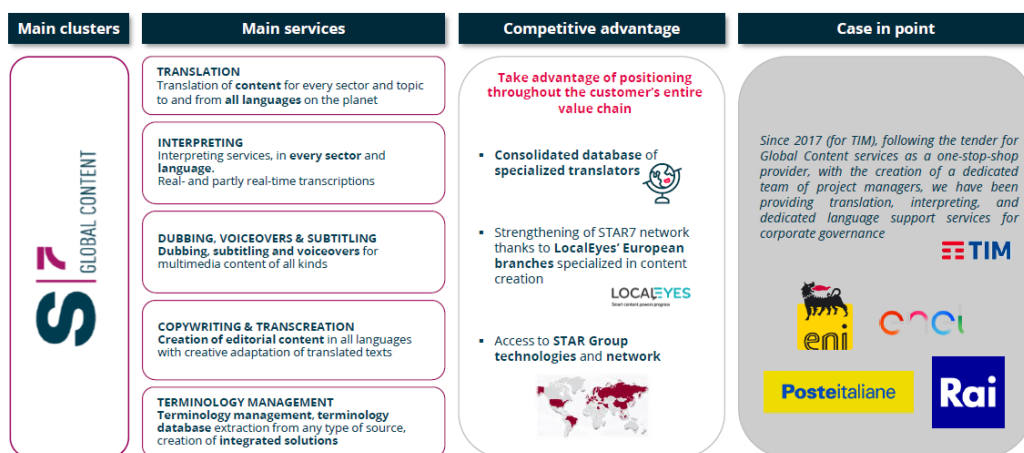 Main clusters
Main services
Competitive advantage
Case in point
S7
GLOBAL CONTENT
TRANSLATION
Translation of content for every sector and topic
to and from all languages on the planet
INTERPRETING
Interpreting services, in every sector and
language.
Real- and partly real-time transcriptions
DUBBING, VOICEOVERS & SUBTITLING
Dubbing, subtitling and voiceovers for
multimedia content of all kinds
COPYWRITING & TRANSCREATION
Creation of editorial content in all languages
with creative adaptation of translated texts
TERMINOLOGY MANAGEMENT
Terminology management, terminology
database extraction from any type of source,
creation of integrated solutions
Take advantage of positioning
throughout the customer's entire
value chain
▪ Consolidated database of
specialized translators
▪ Strengthening of STAR7 network
thanks to LocalEyes' European
branches specialized in content
creation
LOCALEYES
Smart content powers progress
▪ Access to STAR Group
technologies and network
Since 2017 (for TIM), following the tender for
Global Content services as a one-stop-shop
provider, with the creation of a dedicated
team of project managers, we have been
providing translation, interpreting, and
dedicated language support services for
corporate governance
TIM
eni
enel
Posteitaliane
Rai